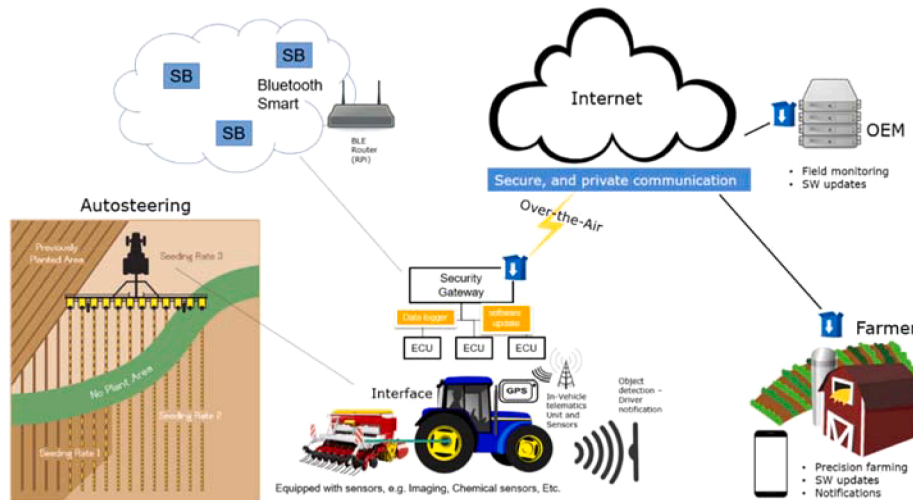 SB
SB
SB
Bluetooth
Smart
BLE
Router
(RPi)
Internet
OEM
• Field monitoring
• SW updates
Secure, and private communication
Over-the-Air
Autosteering
Previously
Planted Area
Seeding Rate 3
No Plant Area
Seeding Rate 2
Seeding Rate 1
Security
Gateway
Data logger
software
update
ECU
ECU
ECU
Interface
GPS
In-Vehicle
telematics
Unit and
Sensors
Object
detection –
Driver
notification
Equipped with sensors, e.g. Imaging, Chemical sensors, Etc.
Farmer
• Precision farming
• SW updates
• Notifications